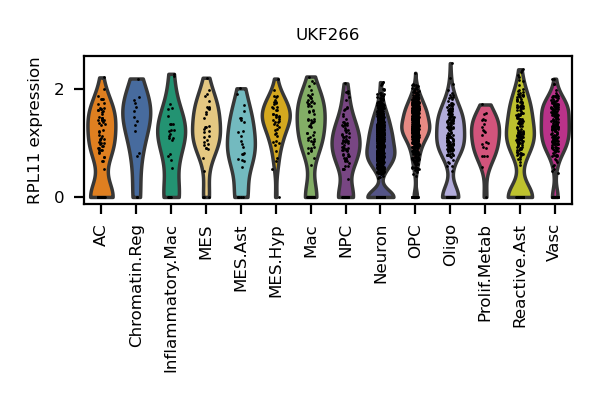 UKF266
RPL11 expression
2
0
AC
Chromatin.Reg
Inflammatory.Mac
MES
MES.Ast
MES.Hyp
Mac
NPC
Neuron
OPC
Oligo
Prolif.Metab
Reactive.Ast
Vasc